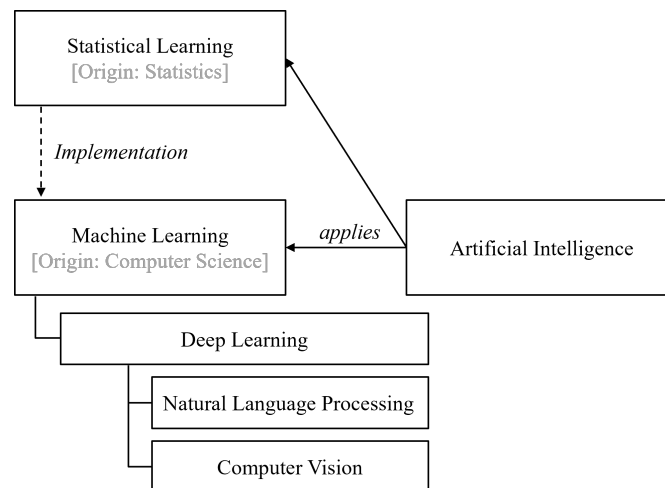 Statistical Learning
[Origin: Statistics]
Implementation
Machine Learning
[Origin: Computer Science]
applies
Artificial Intelligence
Deep Learning
Natural Language Processing
Computer Vision